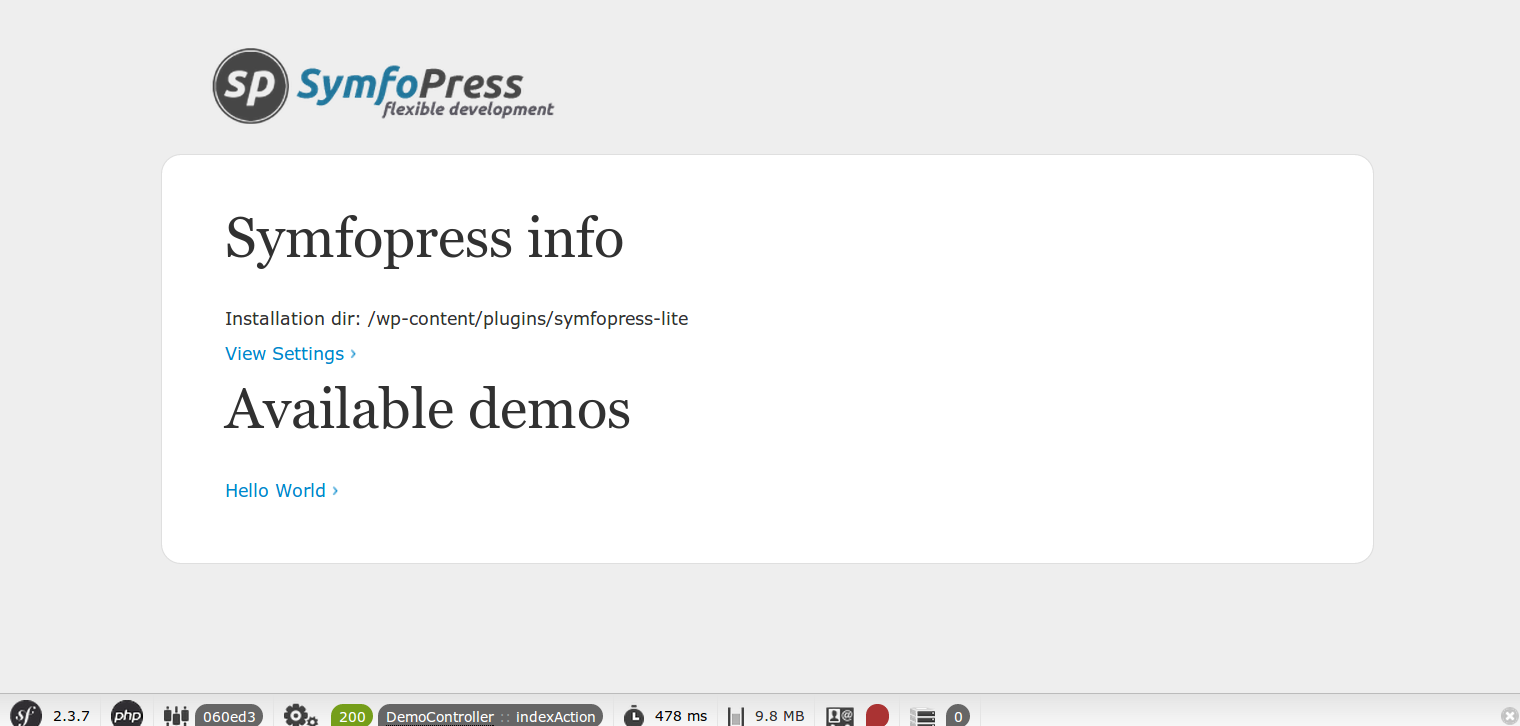 sp SymfoPress
flexible development
Symfopress info
Installation dir: /wp-content/plugins/symfopress-lite
View Settings ›
Available demos
Hello World ›
sf 2.3.7 php 060ed3 200 DemoController :: indexAction 478 ms 9.8 MB @ 0